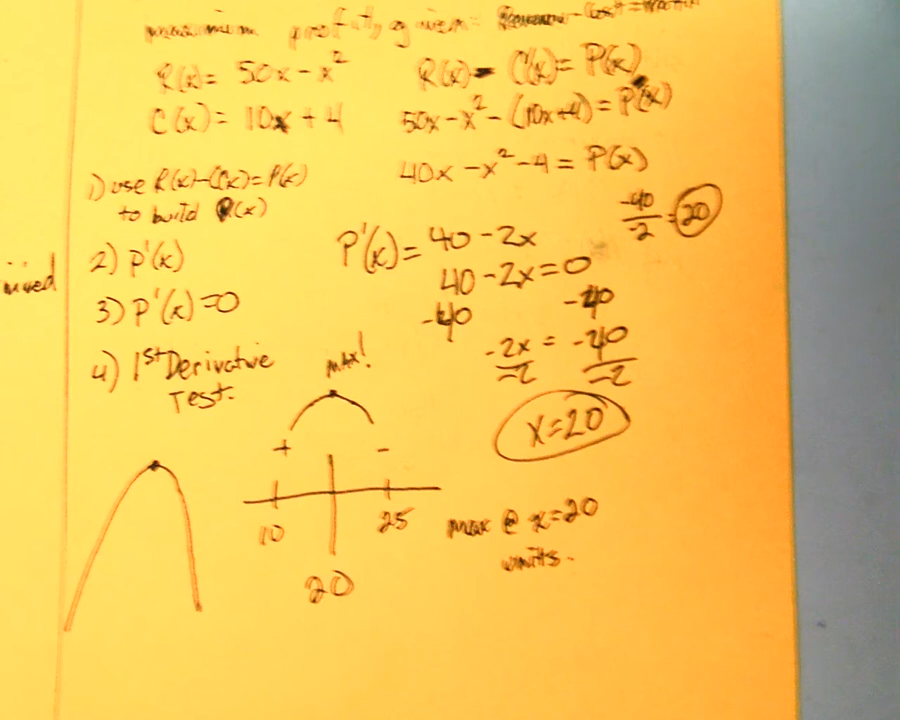 maximum profit, given: Revenue - Cost = Profit
R(x) = 50x - x²
C(x) = 10x + 4
R(x) - C(x) = P(x)
50x - x² - (10x+4) = P(x)
40x - x² - 4 = P(x)
1) use R(x)-C(x)=P(x)
to build P(x)
2) P'(x)
3) P'(x)=0
4) 1st Derivative
Test.
-40/-2 = 20
P'(x) = 40 - 2x
40 - 2x = 0
-40 -40
-2x/-2 = -40/-2
x=20
max!
+ -
10 25
20
max @ x=20
units.